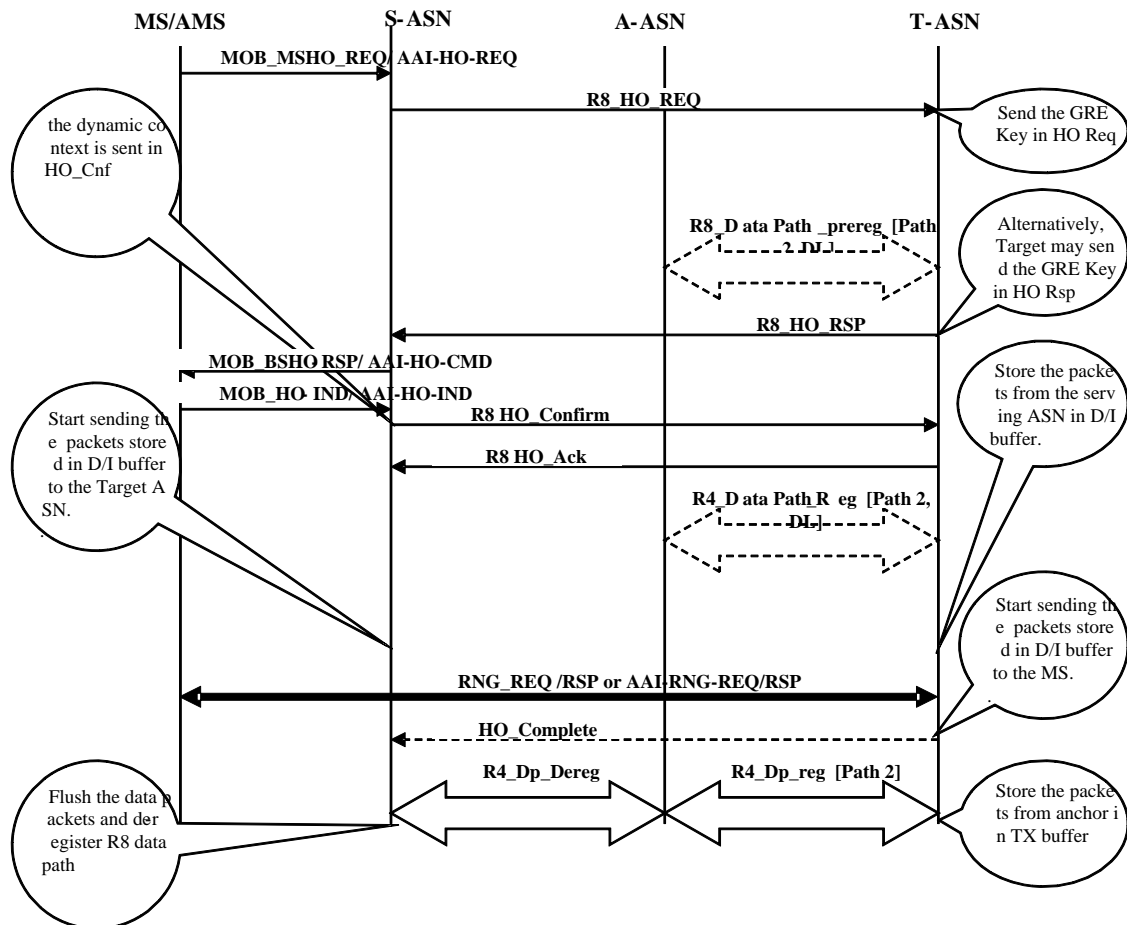 MS/AMS S-ASN A-ASN T-ASN
MOB_MSHO_REQ/ AAI-HO-REQ
R8_HO_REQ
the dynamic co
ntext is sent in
HO_Cnf
Send the GRE
Key in HO Req
R8_D ata Path _prereg [Path
2, DL]
Alternatively,
Target may sen
d the GRE Key
in HO Rsp
R8_HO_RSP
MOB_BSHO RSP/ AAI-HO-CMD
MOB_HO- IND/ AAI-HO-IND
R8 HO_Confirm
Start sending th
e packets store
d in D/I buffer
to the Target A
SN.
.
Store the packe
ts from the serv
ing ASN in D/I
buffer.
R8 HO_Ack
R4_D ata Path_R eg [Path 2,
DL]
Start sending th
e packets store
d in D/I buffer
to the MS.
RNG_REQ /RSP or AAI-RNG-REQ/RSP
HO_Complete
R4_Dp_Dereg R4_Dp_reg [Path 2]
Flush the data p
ackets and der
egister R8 data
path
Store the packe
ts from anchor i
n TX buffer